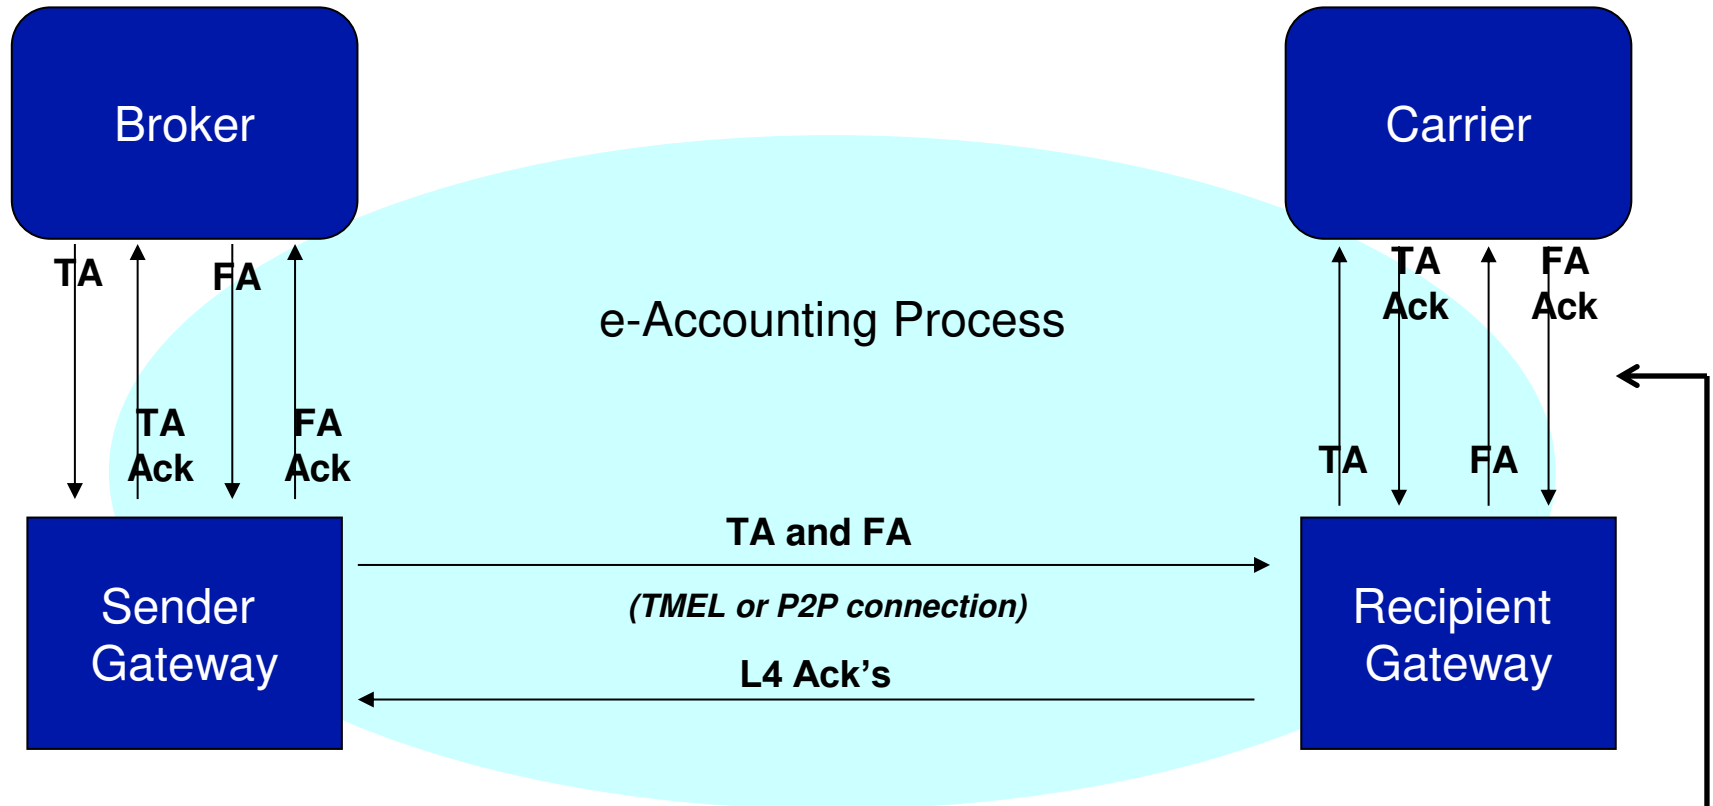 Broker
Carrier
TA
FA
TA
Ack
FA
Ack
e-Accounting Process
TA
Ack
FA
Ack
TA
FA
TA and FA
(TMEL or P2P connection)
L4 Ack's
Sender
Gateway
Recipient
Gateway